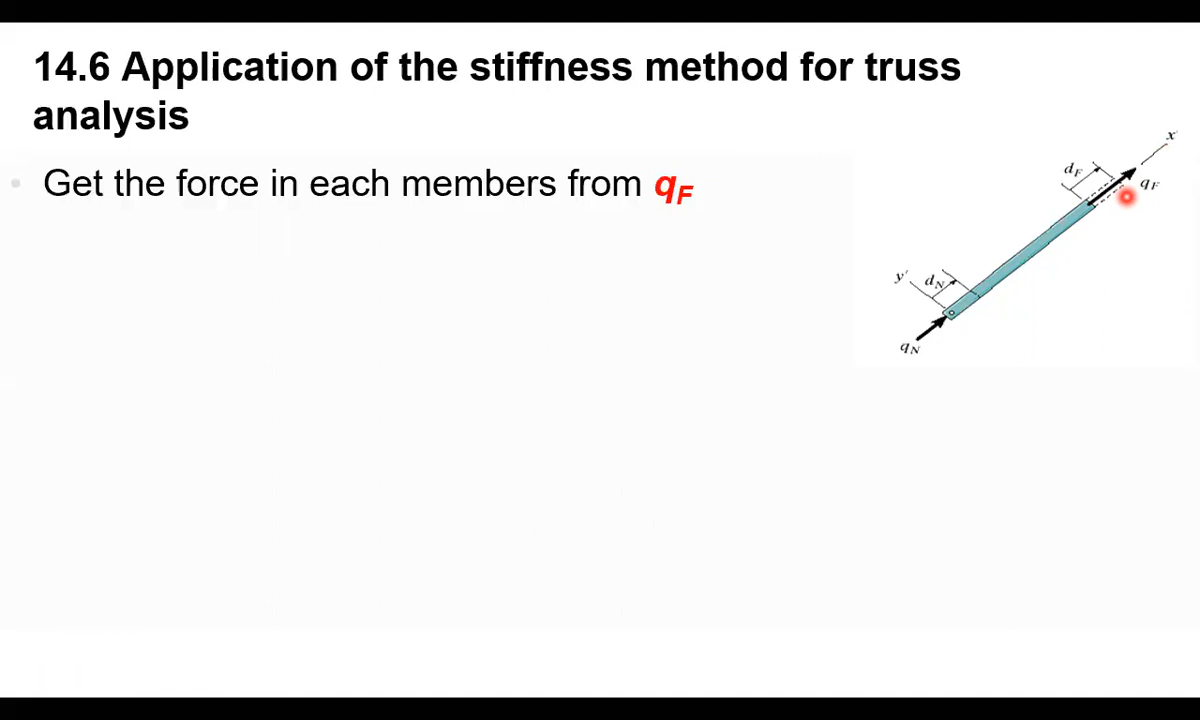 14.6 Application of the stiffness method for truss
analysis
• Get the force in each members from qF
x'
dF
qF
y'
dN
qN